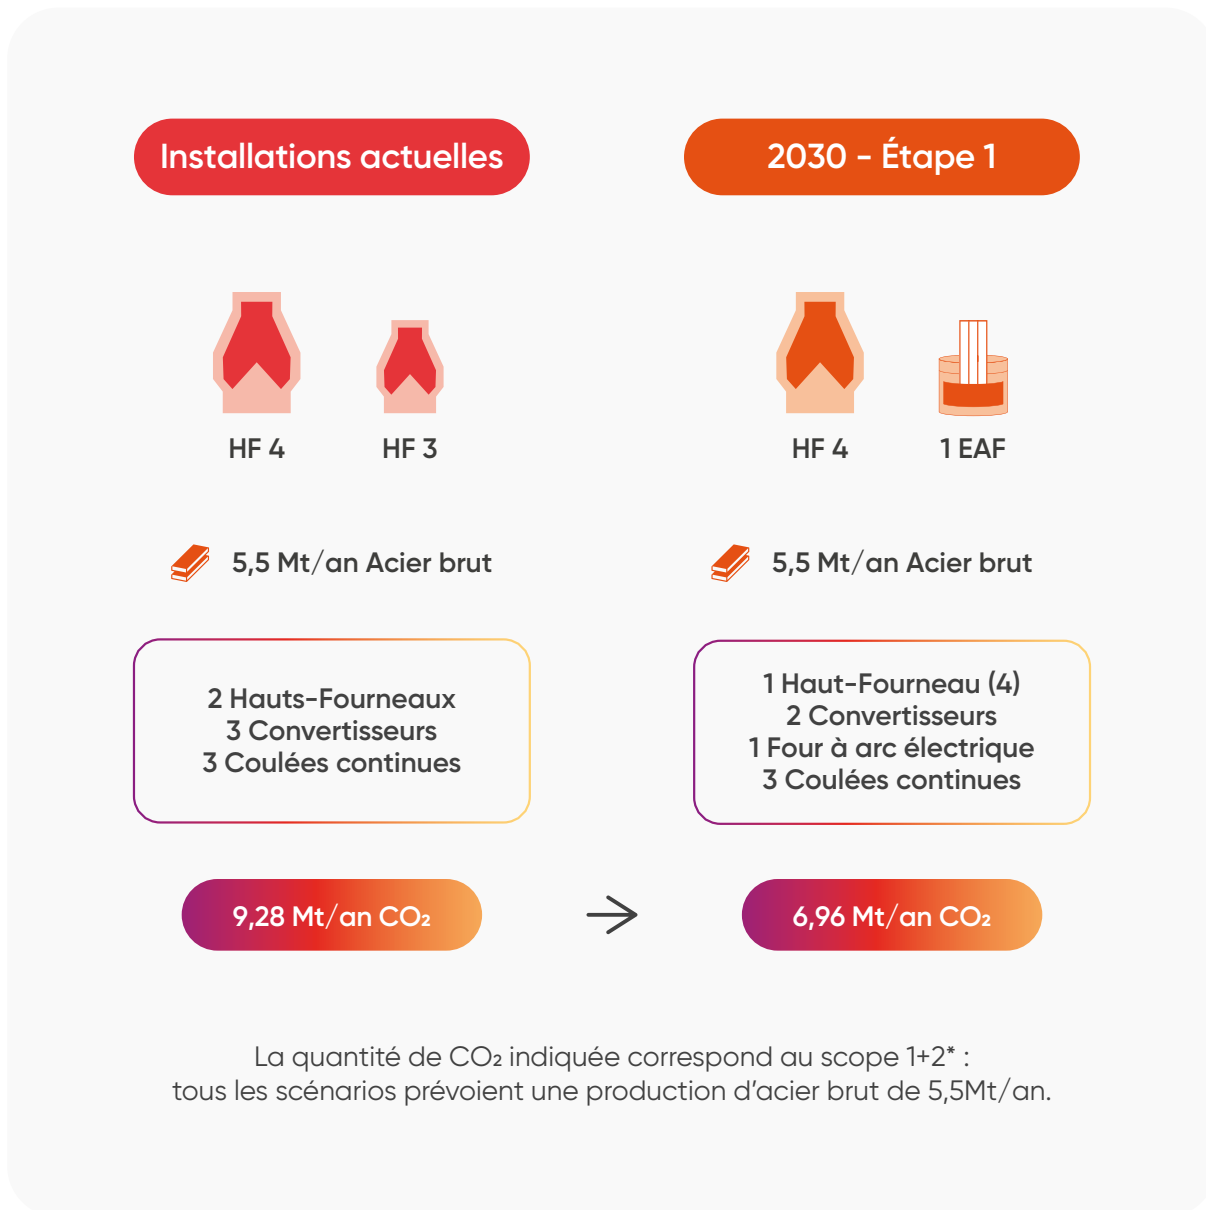 Installations actuelles
2030 - Étape 1
HF 4
HF 3
HF 4
1 EAF
5,5 Mt/an Acier brut
5,5 Mt/an Acier brut
2 Hauts-Fourneaux
3 Convertisseurs
3 Coulées continues
1 Haut-Fourneau (4)
2 Convertisseurs
1 Four à arc électrique
3 Coulées continues
9,28 Mt/an CO₂
6,96 Mt/an CO₂
La quantité de CO₂ indiquée correspond au scope 1+2* :
tous les scénarios prévoient une production d’acier brut de 5,5Mt/an.